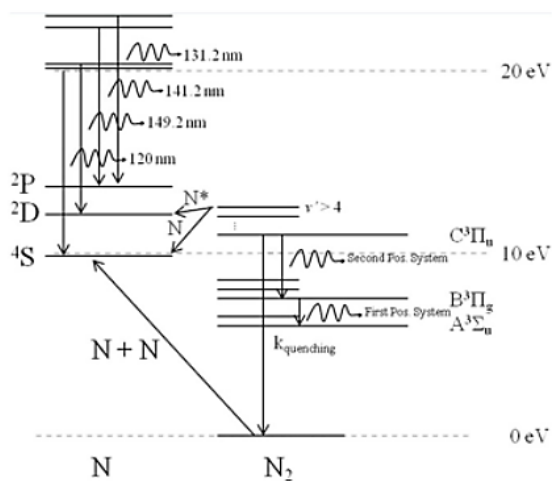 131.2 nm
20 eV
141.2 nm
149.2 nm
120 nm
²P
N*
v'> 4
²D
N
C³Πᵤ
⁴S
Second Pos. System
10 eV
B³Πg
First Pos. System
A³Σᵤ
kquenching
N + N
0 eV
N
N₂